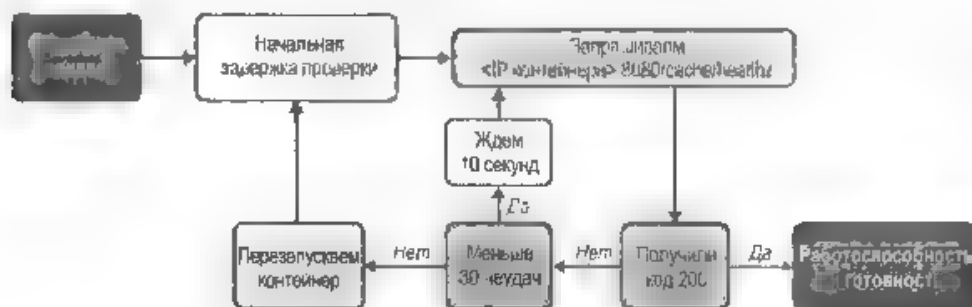 Начальная
задержка проверки
Запрашиваем
<IP контейнера>:8080/cache/healthz
Ждем
10 секунд
Да
Перезапускаем
контейнер
Нет
Меньше
30 неудач
Нет
Получили
код 200
Да
Работоспособность
Готовность